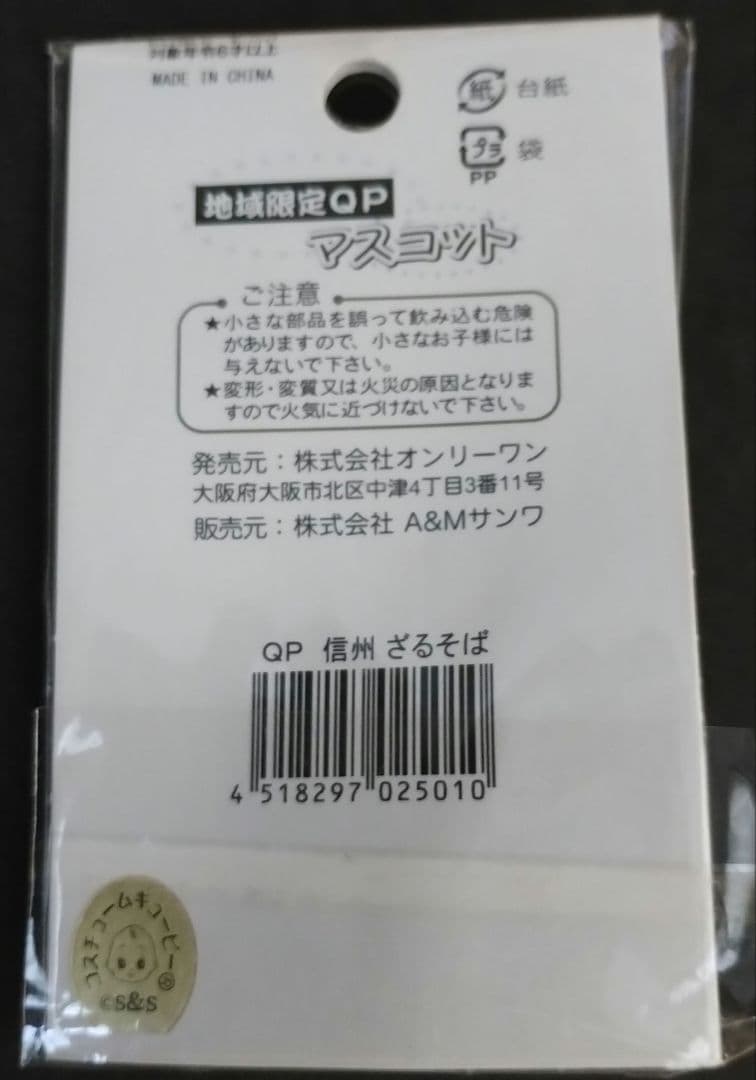 対象年令6才以上
MADE IN CHINA
紙 台紙
プラ 袋
PP
地域限定QP
マスコット
ご注意
★小さな部品を誤って飲み込む危険
がありますので、小さなお子様には
与えないで下さい。
★変形・変質又は火災の原因となりま
すので火気に近づけないで下さい。
発売元：株式会社オンリーワン
大阪府大阪市北区中津4丁目3番11号
販売元：株式会社 A&Mサンワ
QP 信州 ざるそば
4 518297 025010
コスチュームキューピー
©S&S